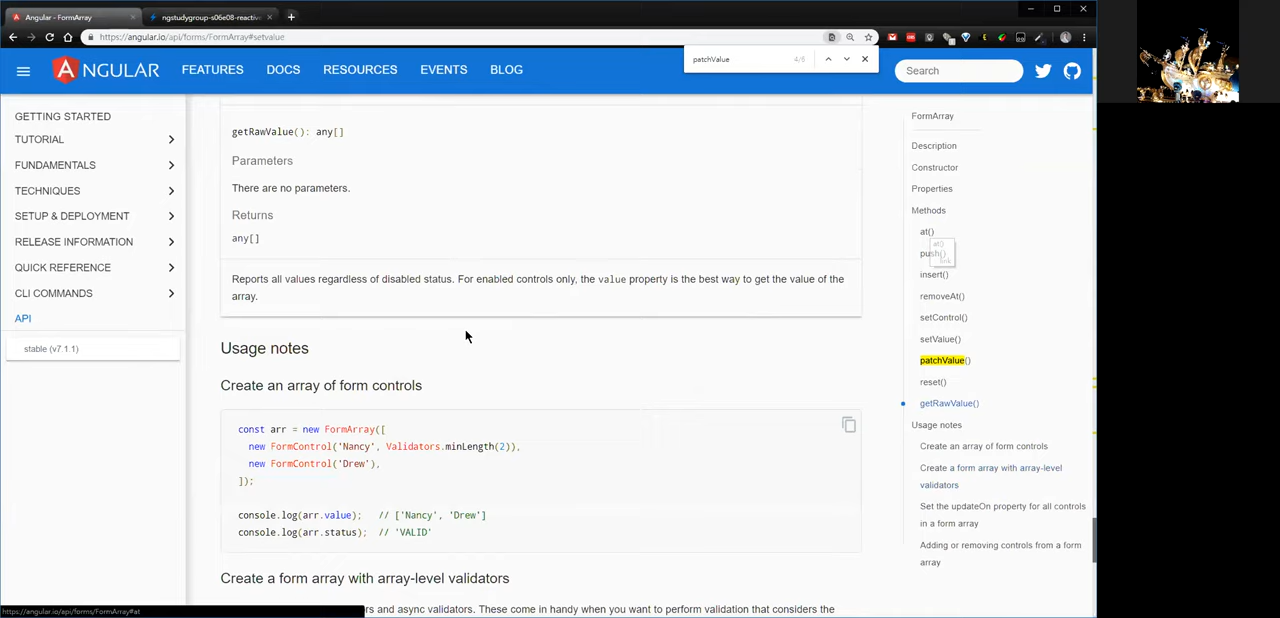 Angular - FormArray
ngstudygroup-s06e08-reactive
https://angular.io/api/forms/FormArray#setvalue
patchValue 4/6
ANGULAR FEATURES DOCS RESOURCES EVENTS BLOG Search
GETTING STARTED
TUTORIAL
FUNDAMENTALS
TECHNIQUES
SETUP & DEPLOYMENT
RELEASE INFORMATION
QUICK REFERENCE
CLI COMMANDS
API
stable (v7.1.1)
getRawValue(): any[]
Parameters
There are no parameters.
Returns
any[]
Reports all values regardless of disabled status. For enabled controls only, the value property is the best way to get the value of the
array.
Usage notes
Create an array of form controls
const arr = new FormArray([
new FormControl('Nancy', Validators.minLength(2)),
new FormControl('Drew'),
]);
console.log(arr.value); // ['Nancy', 'Drew']
console.log(arr.status); // 'VALID'
Create a form array with array-level validators
rs and async validators. These come in handy when you want to perform validation that considers the
FormArray
Description
Constructor
Properties
Methods
at()
push()
insert()
removeAt()
setControl()
setValue()
patchValue()
reset()
getRawValue()
Usage notes
Create an array of form controls
Create a form array with array-level
validators
Set the updateOn property for all controls
in a form array
Adding or removing controls from a form
array
https://angular.io/api/forms/FormArray#at